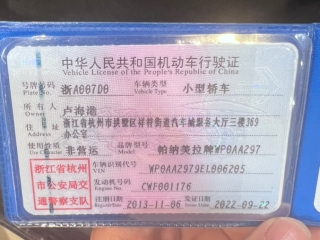 中华人民共和国机动车行驶证
Vehicle License of the People's Republic of China
号牌号码 浙A007D0 车辆类型 小型轿车
Plate No. Vehicle Type
所有人 卢海港
Owner
住址 浙江省杭州市拱墅区祥符街道汽车城服务大厅三楼369
Address 办公室
使用性质 非营运 品牌型号 帕纳美拉牌WP0AA297
Use Character Model
浙江省杭州
市公安局交
通警察支队
车辆识别代号 WP0AA2979EL006205
VIN
发动机号码 CWF001176
Engine No.
注册日期 2013-11-06 发证日期 2022-09-22
Register Date Issue Date